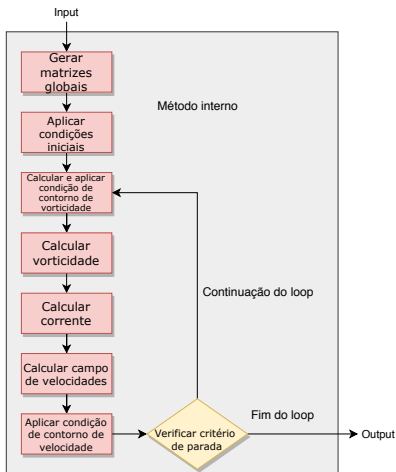 Input
Gerar
matrizes
globais
Método interno
Aplicar
condições
iniciais
Calcular e aplicar
condição de
contorno de
vorticidade
Calcular
vorticidade
Continuação do loop
Calcular
corrente
Calcular campo
de velocidades
Aplicar condição
de contorno de
velocidade
Verificar critério
de parada
Fim do loop
Output